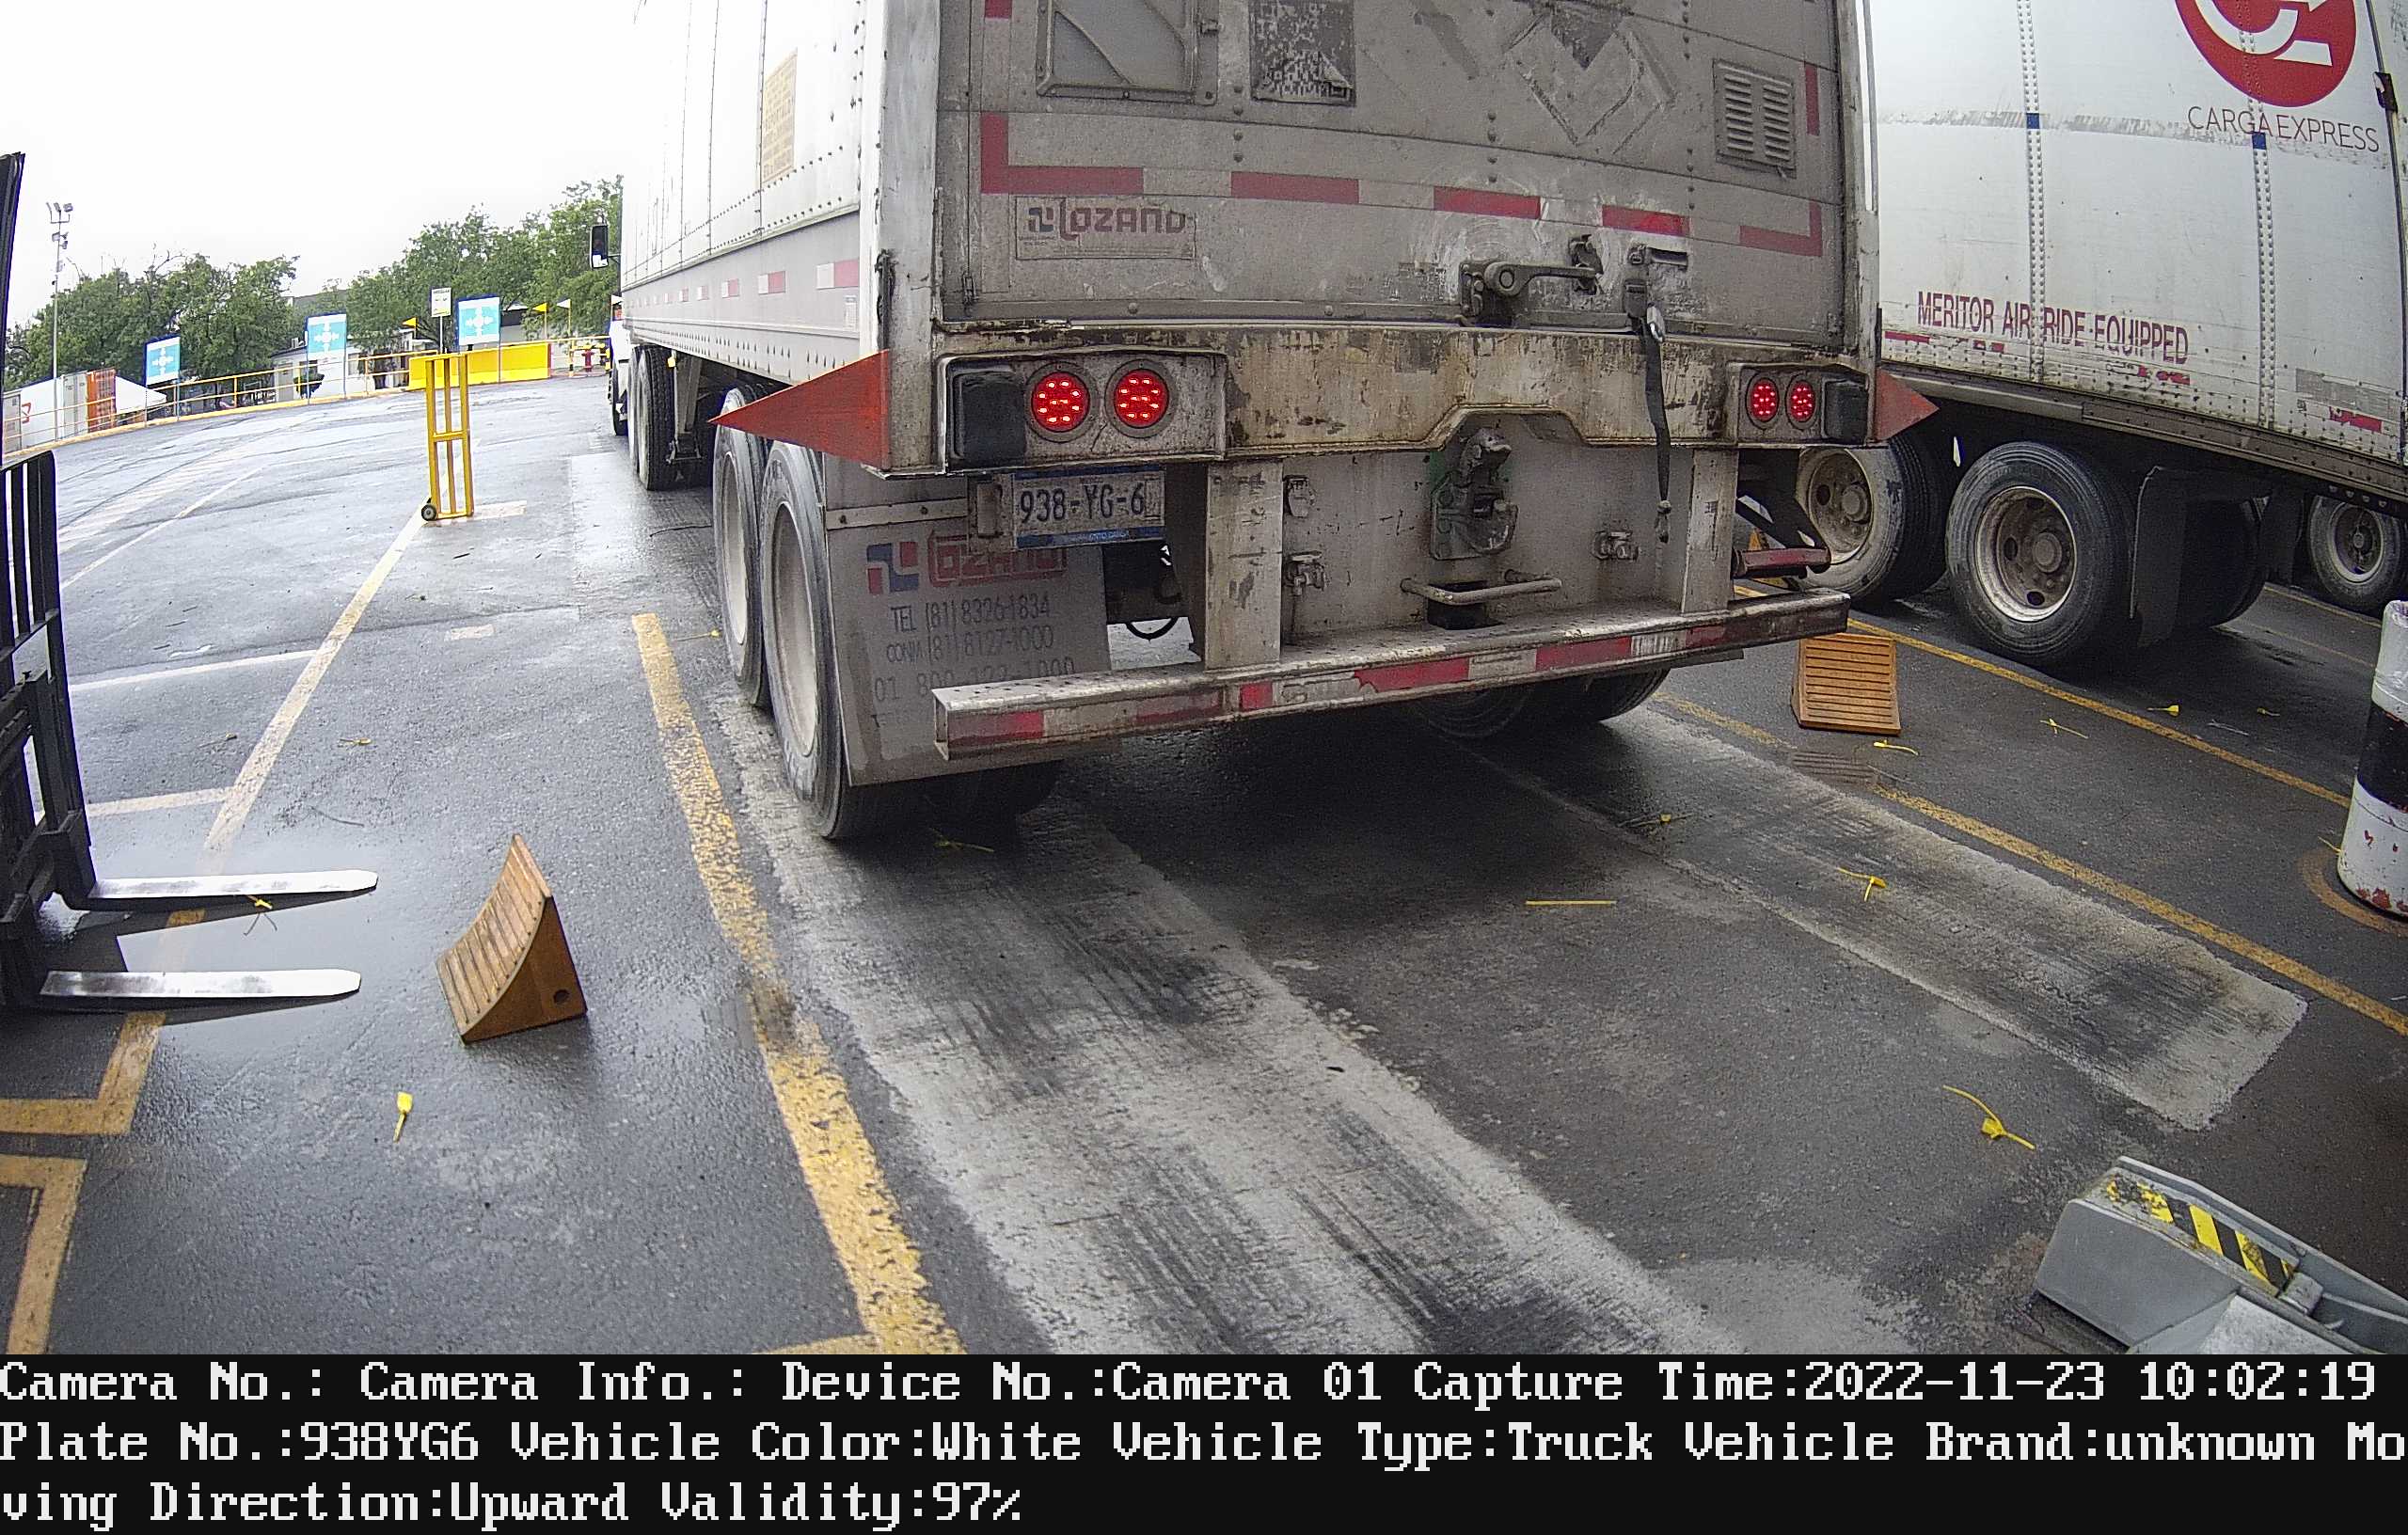 CARGA EXPRESS
MERITOR AIR RIDE EQUIPPED
LOZANO
938-YG-6
LOZANO
TEL (81) 8326-1834
CONM (81) 8127-1000
01 800
Camera No.: Camera Info.: Device No.:Camera 01 Capture Time:2022-11-23 10:02:19
Plate No.:938YG6 Vehicle Color:White Vehicle Type:Truck Vehicle Brand:unknown Mo
ving Direction:Upward Validity:97%